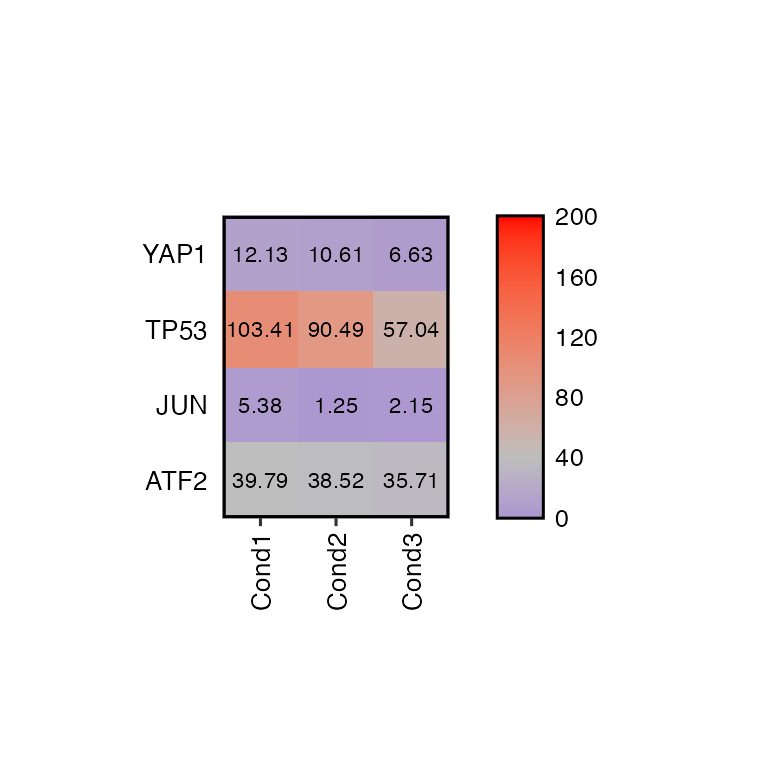 YAP1 12.13 10.61 6.63
TP53 103.41 90.49 57.04
JUN 5.38 1.25 2.15
ATF2 39.79 38.52 35.71
Cond1 Cond2 Cond3
200
160
120
80
40
0